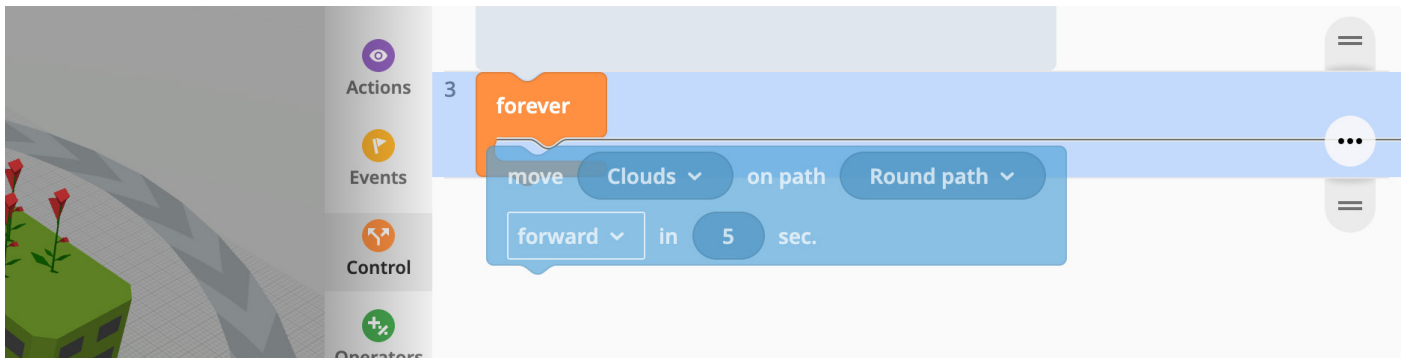 Actions
Events
Control
Operators
3
forever
move Clouds on path Round path
forward in 5 sec.